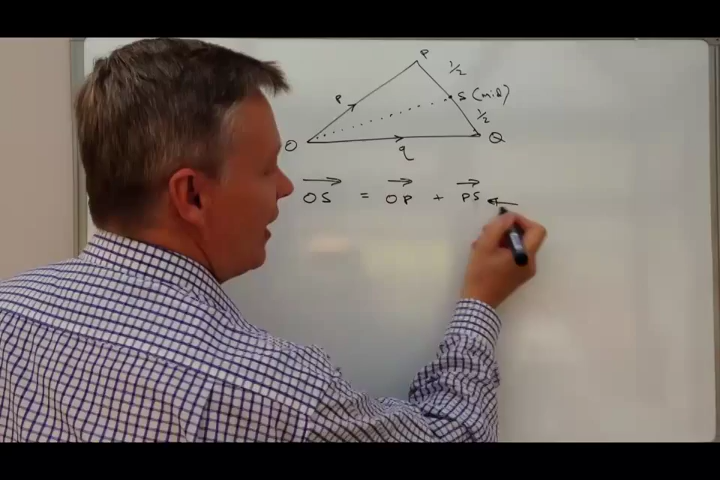 P
1/2
P
S (mid)
1/2
O
Q
q
OS = OP + PS